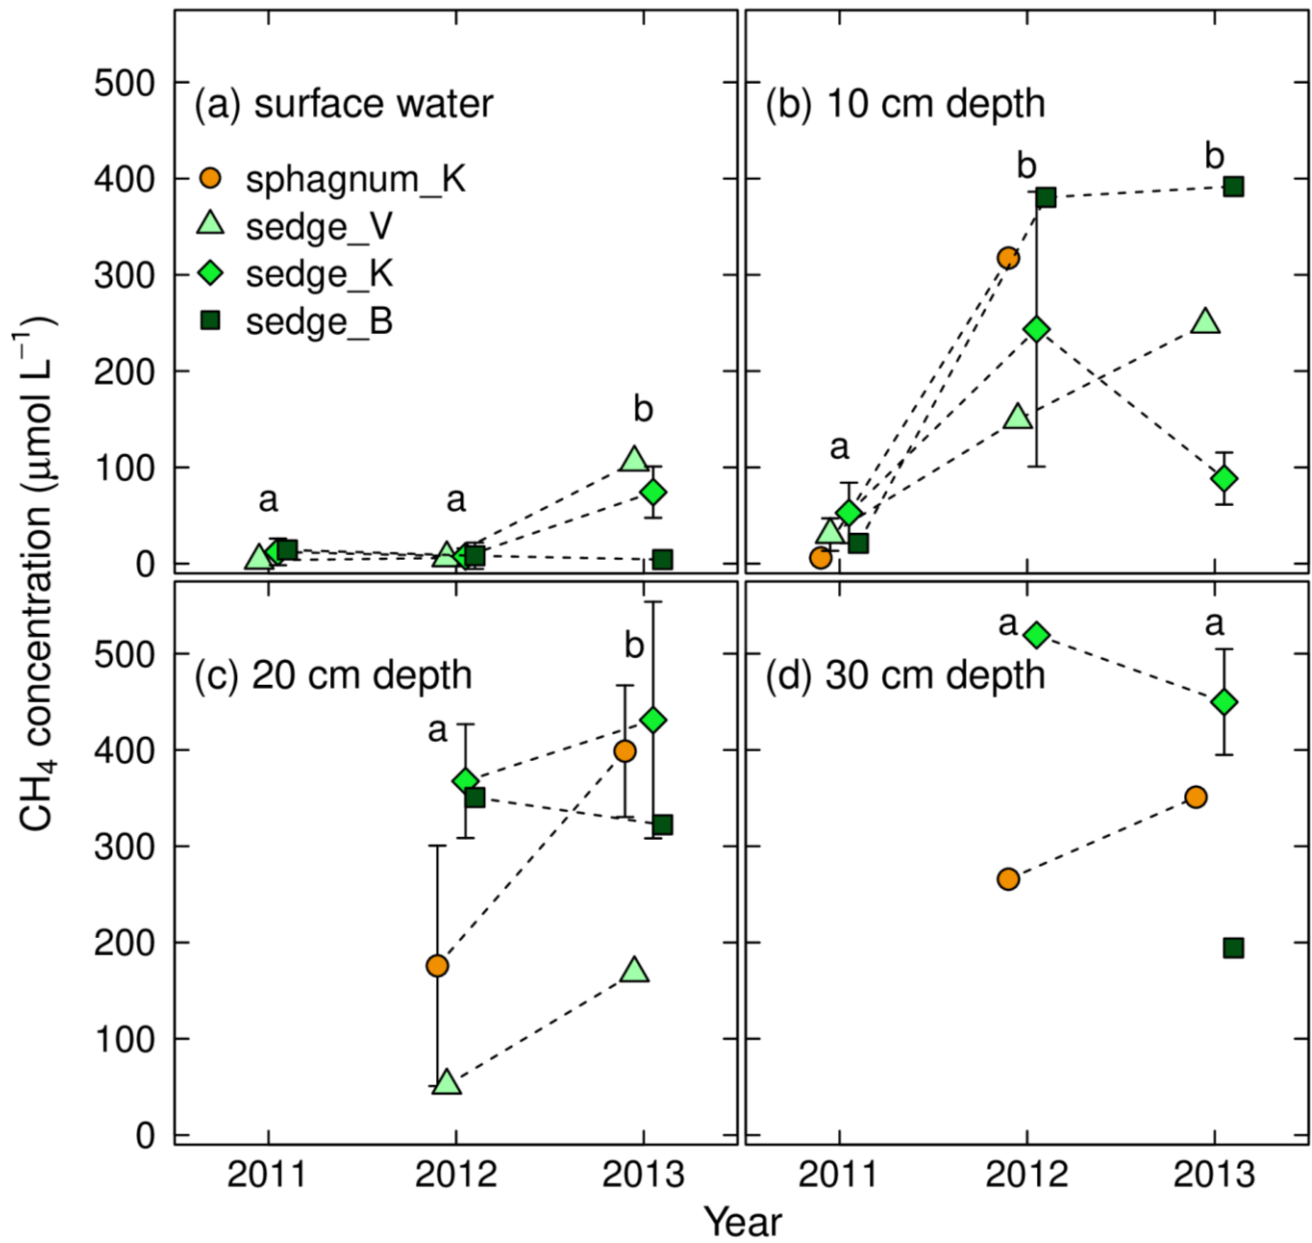 CH₄ concentration (μmol L⁻¹)
500
400
300
200
100
0
(a) surface water
sphagnum_K
sedge_V
sedge_K
sedge_B
a
a
b
(b) 10 cm depth
a
b
b
500
400
300
200
100
0
(c) 20 cm depth
a
b
(d) 30 cm depth
a
a
2011
2012
2013
2011
2012
2013
Year